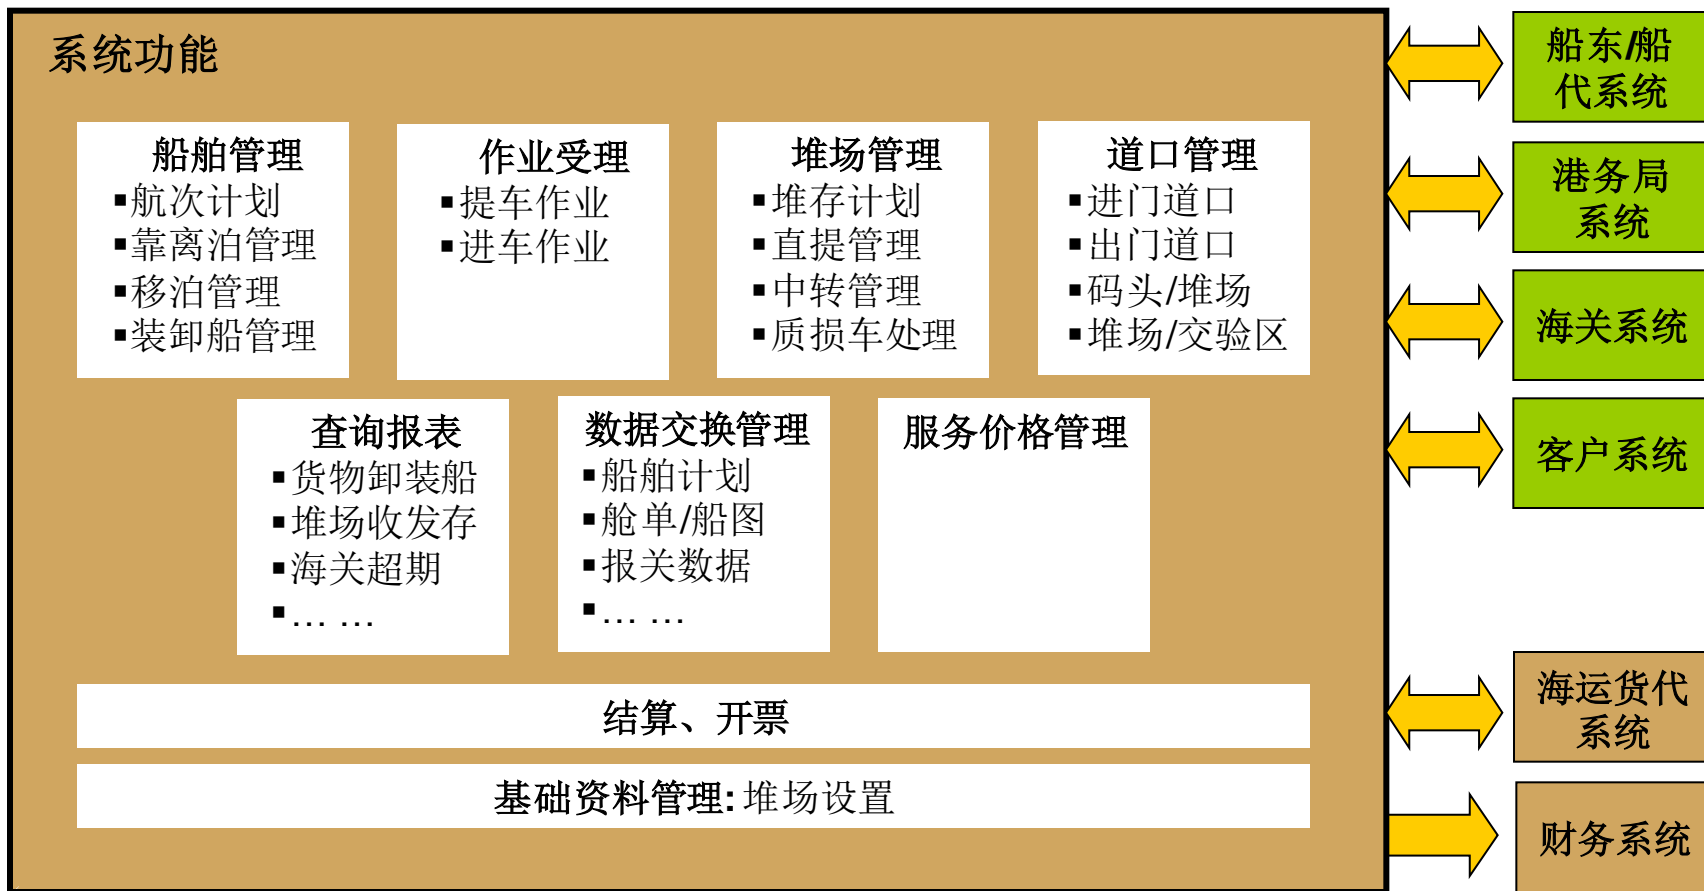 系统功能
船舶管理
▪航次计划
▪靠离泊管理
▪移泊管理
▪装卸船管理
作业受理
▪提车作业
▪进车作业
堆场管理
▪堆存计划
▪直提管理
▪中转管理
▪质损车处理
道口管理
▪进门道口
▪出门道口
▪码头/堆场
▪堆场/交验区
查询报表
▪货物卸装船
▪堆场收发存
▪海关超期
▪… …
数据交换管理
▪船舶计划
▪舱单/船图
▪报关数据
▪… …
服务价格管理
结算、开票
基础资料管理: 堆场设置
船东/船
代系统
港务局
系统
海关系统
客户系统
海运货代
系统
财务系统